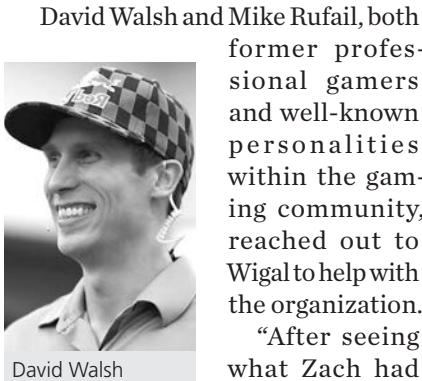 David Walsh and Mike Rufail, both
former profes-
sional gamers
and well-known
personalities
within the gam-
ing community,
reached out to
Wigal to help with
the organization.
“After seeing
what Zach had
David Walsh